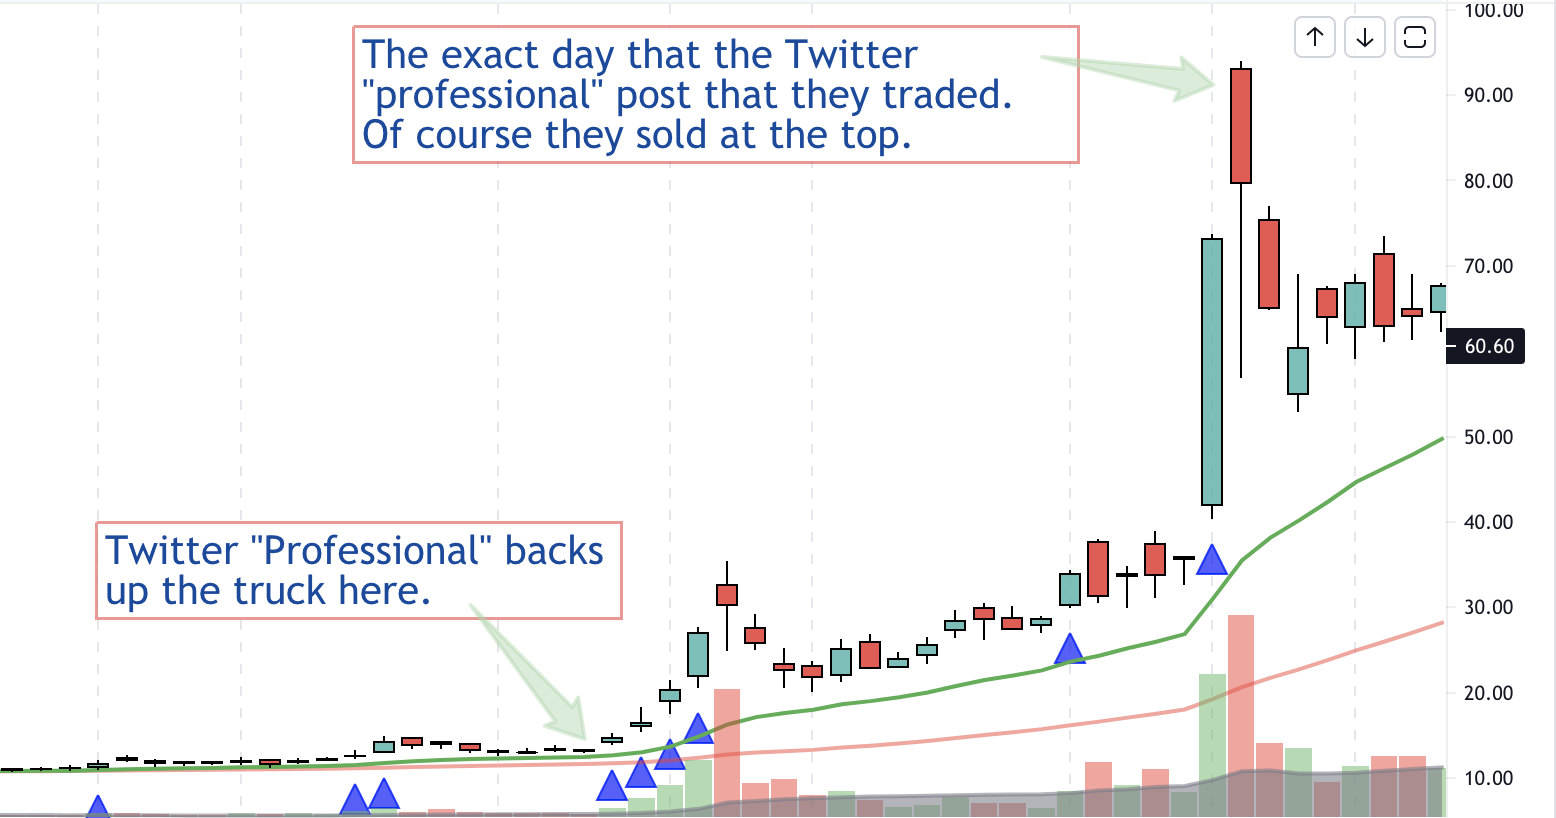 The exact day that the Twitter
"professional" post that they traded.
Of course they sold at the top.
Twitter "Professional" backs
up the truck here.
100.00
90.00
80.00
70.00
60.60
50.00
40.00
30.00
20.00
10.00